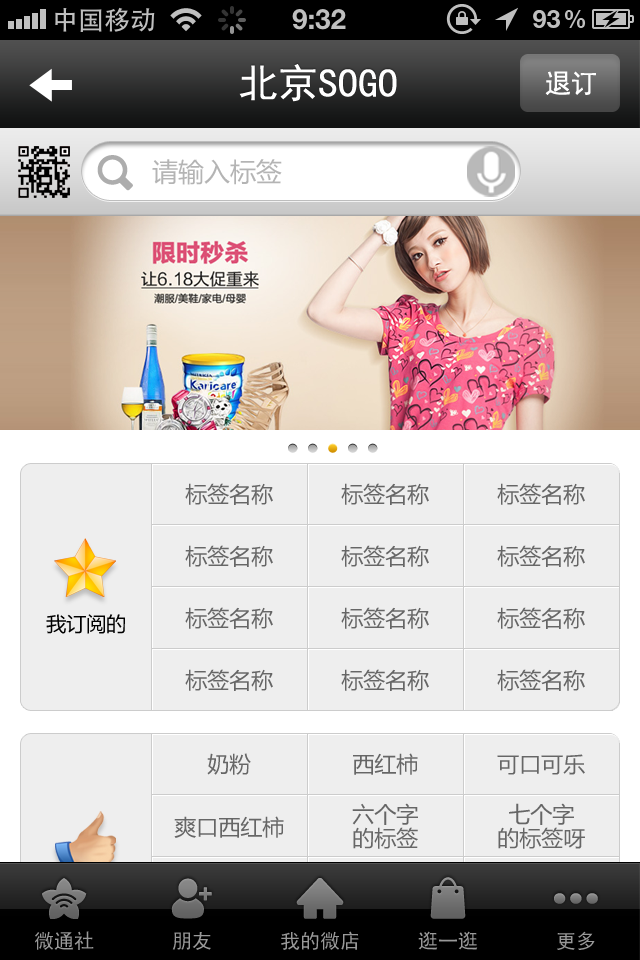 中国移动 9:32 93%
北京SOGO 退订
请输入标签
限时秒杀
让6.18大促重来
潮服/美鞋/家电/母婴
Karicare
标签名称 标签名称 标签名称
标签名称 标签名称 标签名称
我订阅的
标签名称 标签名称 标签名称
标签名称 标签名称 标签名称
奶粉 西红柿 可口可乐
爽口西红柿 六个字 七个字
的标签 的标签呀
微通社 朋友 我的微店 逛一逛 更多